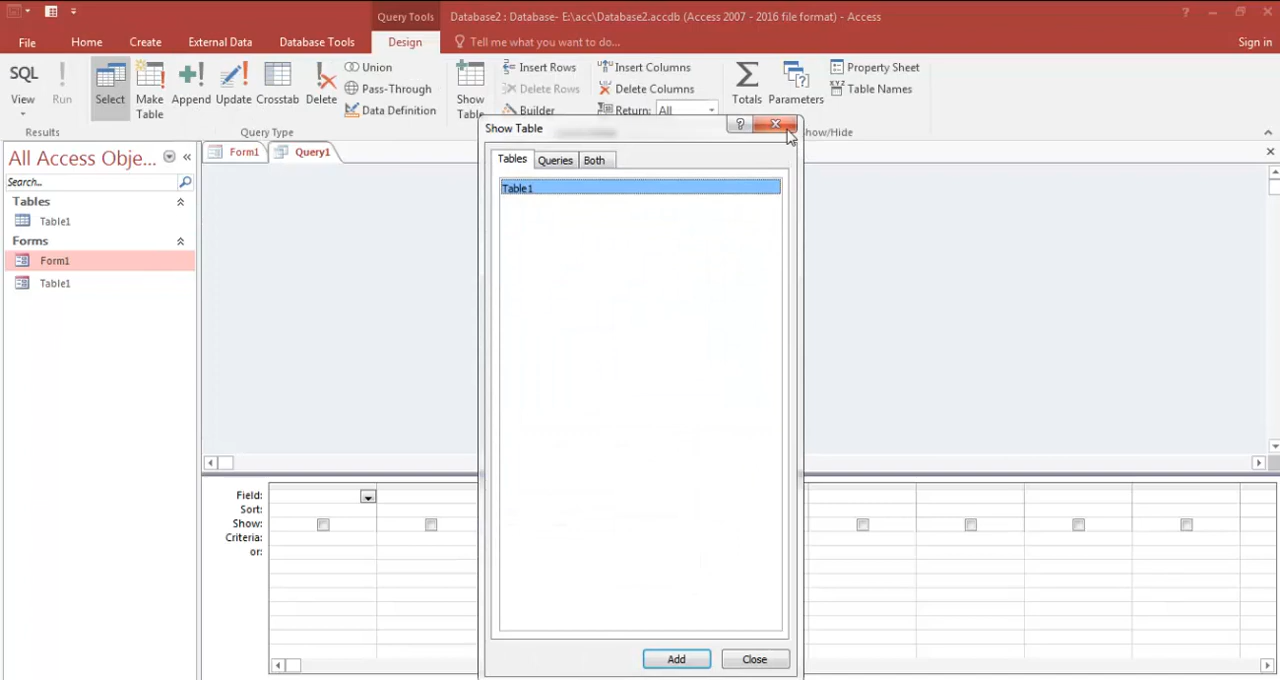 Query Tools
Database2 : Database- E:\acc\Database2.accdb (Access 2007 - 2016 file format) - Access
?
File Home Create External Data Database Tools Design Tell me what you want to do... Sign in
SQL
View
Run
Results
Select
Make
Table
Append
Update
Crosstab
Delete
Union
Pass-Through
Data Definition
Query Type
Show
Table
Insert Rows
Delete Rows
Builder
Insert Columns
Delete Columns
Return: All
Totals
Parameters
Property Sheet
Table Names
how/Hide
All Access Obje...
Search...
Tables
Table1
Forms
Form1
Table1
Form1 Query1
Show Table
?
Tables Queries Both
Table1
Add Close
Field:
Sort:
Show:
Criteria:
or: